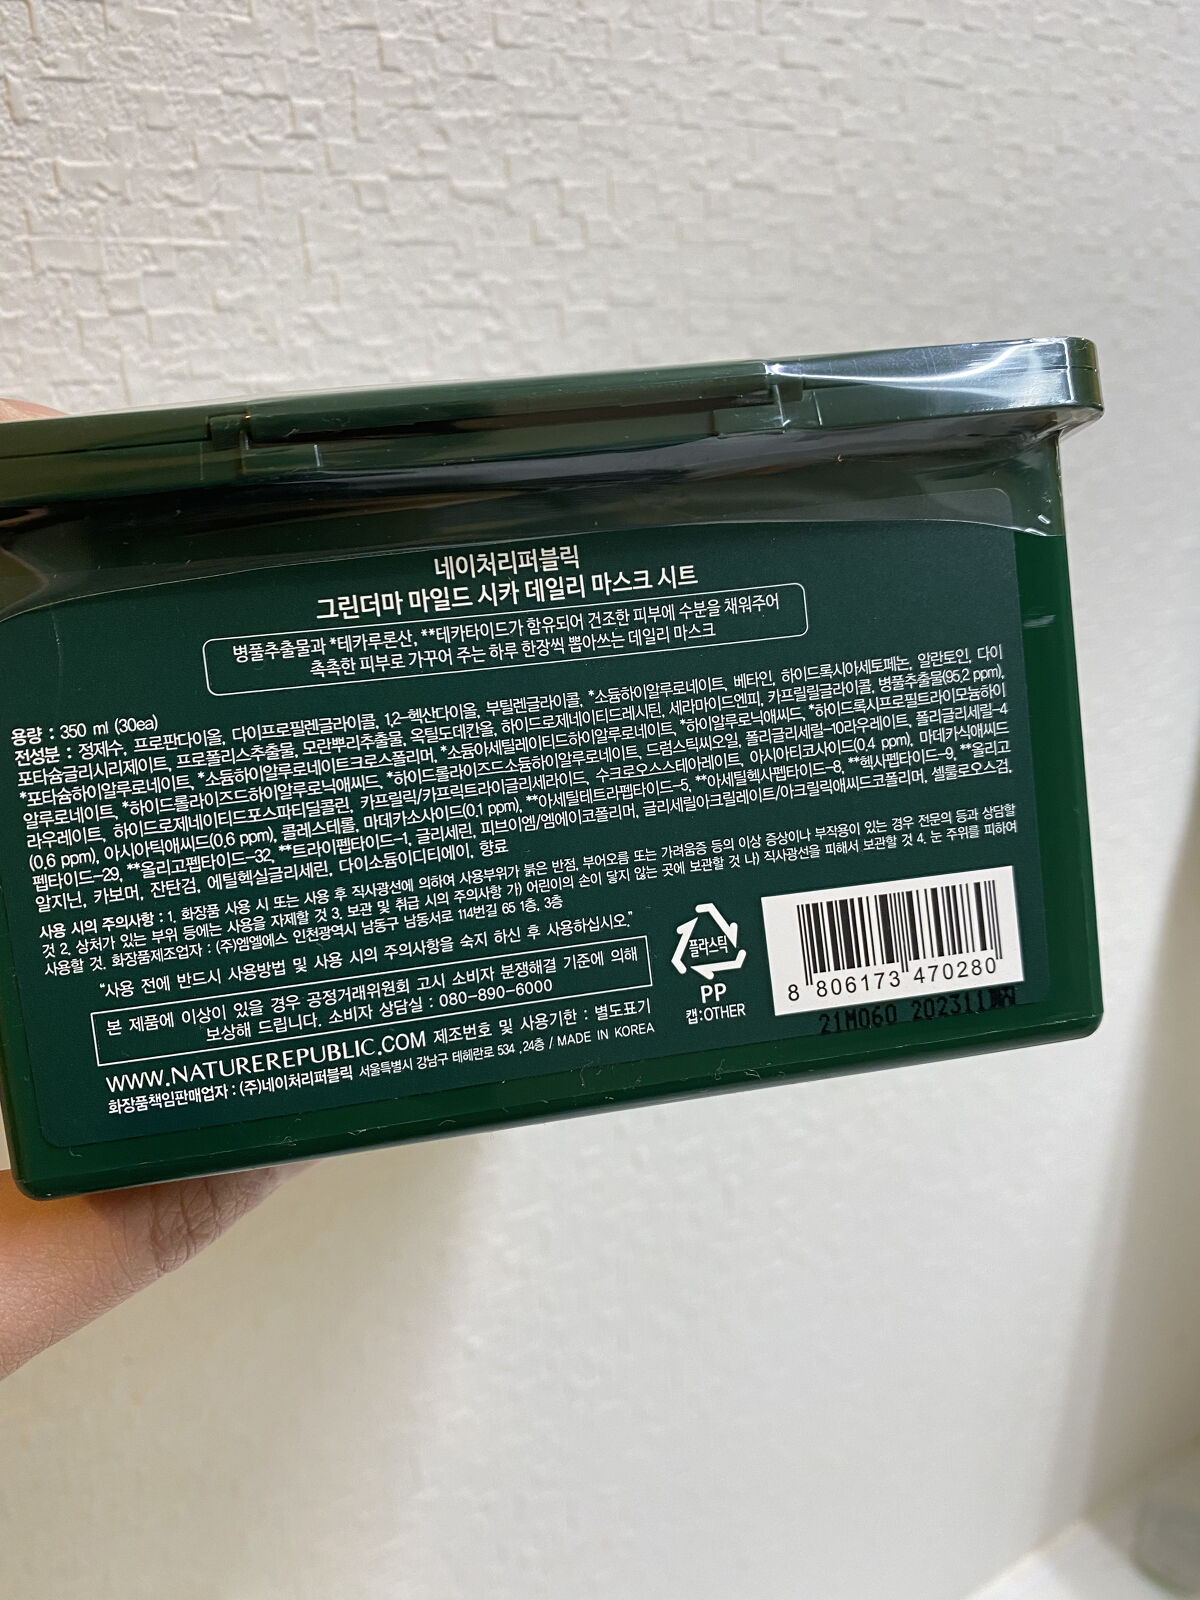 네이처리퍼블릭
그린더마 마일드 시카 데일리 마스크 시트
병풀추출물과 *테카루론산, **테카타이드가 함유되어 건조한 피부에 수분을 채워주어
촉촉한 피부로 가꾸어 주는 하루 한장씩 뽑아쓰는 데일리 마스크
용량 : 350 ml (30ea)
전성분 : 정제수, 프로판다이올, 다이프로필렌글라이콜, 1,2-헥산다이올, 부틸렌글라이콜, *소듐하이알루로네이트, 베타인, 하이드록시아세토페논, 알란토인, 다이
포타슘글리시리제이트, 프로폴리스추출물, 모란뿌리추출물, 옥틸도데칸올, 하이드로제네이티드레시틴, 세라마이드엔피, 카프릴릴글라이콜, 병풀추출물(95.2 ppm),
*포타슘하이알루로네이트, *소듐하이알루로네이트크로스폴리머, *소듐아세틸레이티드하이알루로네이트, *하이알루로닉애씨드, *하이드록시프로필트라이모늄하이
알루로네이트, *하이드롤라이즈드하이알루로닉애씨드, *하이드롤라이즈드소듐하이알루로네이트, 드럼스틱씨오일, 폴리글리세릴-10라우레이트, 폴리글리세릴-4
라우레이트, 하이드로제네이티드포스파티딜콜린, 카프릴릭/카프릭트라이글리세라이드, 수크로오스스테아레이트, 아시아티코사이드(0.4 ppm), 마데카식애씨드
(0.6 ppm), 아시아틱애씨드(0.6 ppm), 콜레스테롤, 마데카소사이드(0.1 ppm), **아세틸테트라펩타이드-5, **아세틸헥사펩타이드-8, **헥사펩타이드-9, **올리고
펩타이드-29, **올리고펩타이드-32, **트라이펩타이드-1, 글리세린, 피브이엠/엠에이코폴리머, 글리세릴아크릴레이트/아크릴릭애씨드코폴리머, 셀룰로오스검,
알지닌, 카보머, 잔탄검, 에틸헥실글리세린, 다이소듐이디티에이, 향료
사용 시의 주의사항 : 1. 화장품 사용 시 또는 사용 후 직사광선에 의하여 사용부위가 붉은 반점, 부어오름 또는 가려움증 등의 이상 증상이나 부작용이 있는 경우 전문의 등과 상담할
것 2. 상처가 있는 부위 등에는 사용을 자제할 것 3. 보관 및 취급 시의 주의사항 가) 어린이의 손이 닿지 않는 곳에 보관할 것 나) 직사광선을 피해서 보관할 것 4. 눈 주위를 피하여
사용할 것. 화장품제조업자 : (주)엠엘에스 인천광역시 남동구 남동서로 114번길 65 1층, 3층
“사용 전에 반드시 사용방법 및 사용 시의 주의사항을 숙지 하신 후 사용하십시오.”
본 제품에 이상이 있을 경우 공정거래위원회 고시 소비자 분쟁해결 기준에 의해
보상해 드립니다. 소비자 상담실 : 080-890-6000
WWW.NATUREREPUBLIC.COM 제조번호 및 사용기한 : 별도표기
화장품책임판매업자 : (주)네이처리퍼블릭 서울특별시 강남구 테헤란로 534 ,24층 / MADE IN KOREA
플라스틱
PP
캡:OTHER
8 806173 470280
21M060 202311